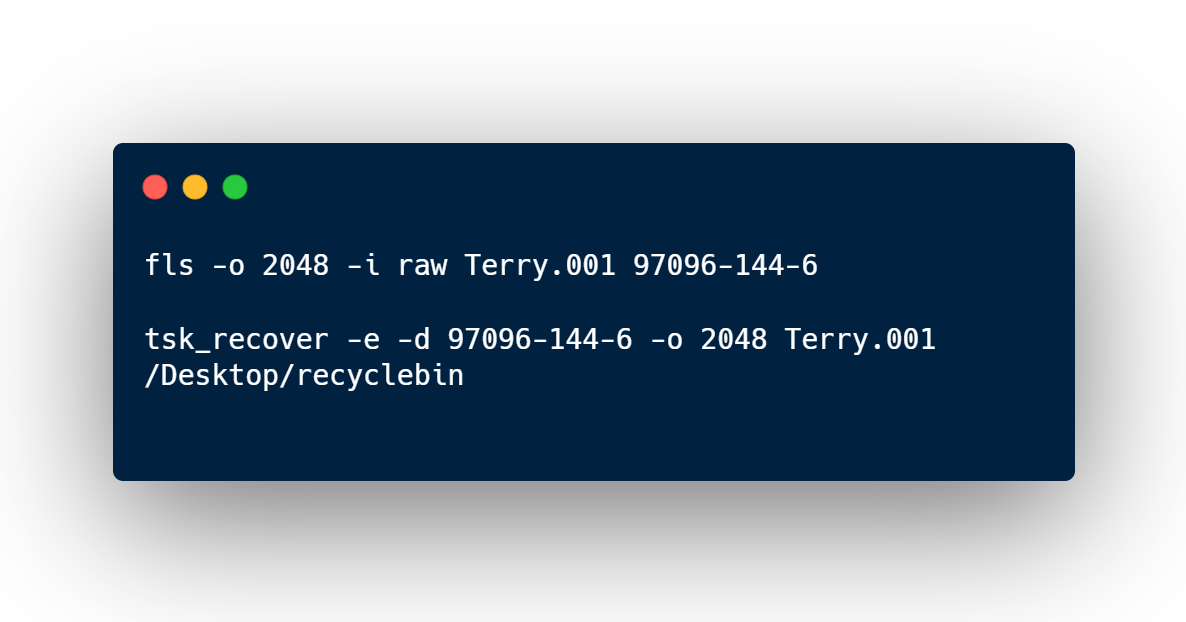 fls -o 2048 -i raw Terry.001 97096-144-6
tsk_recover -e -d 97096-144-6 -o 2048 Terry.001
/Desktop/recyclebin